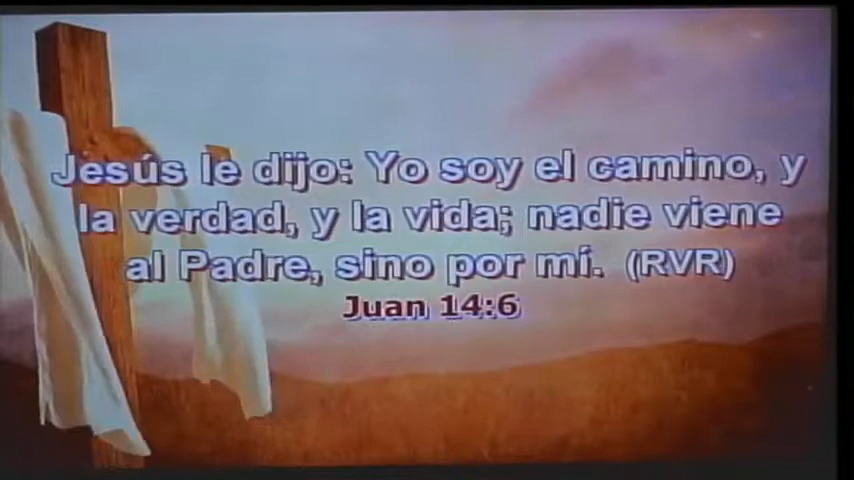 Jesús le dijo: Yo soy el camino, y
la verdad, y la vida; nadie viene
al Padre, sino por mí. (RVR)
Juan 14:6